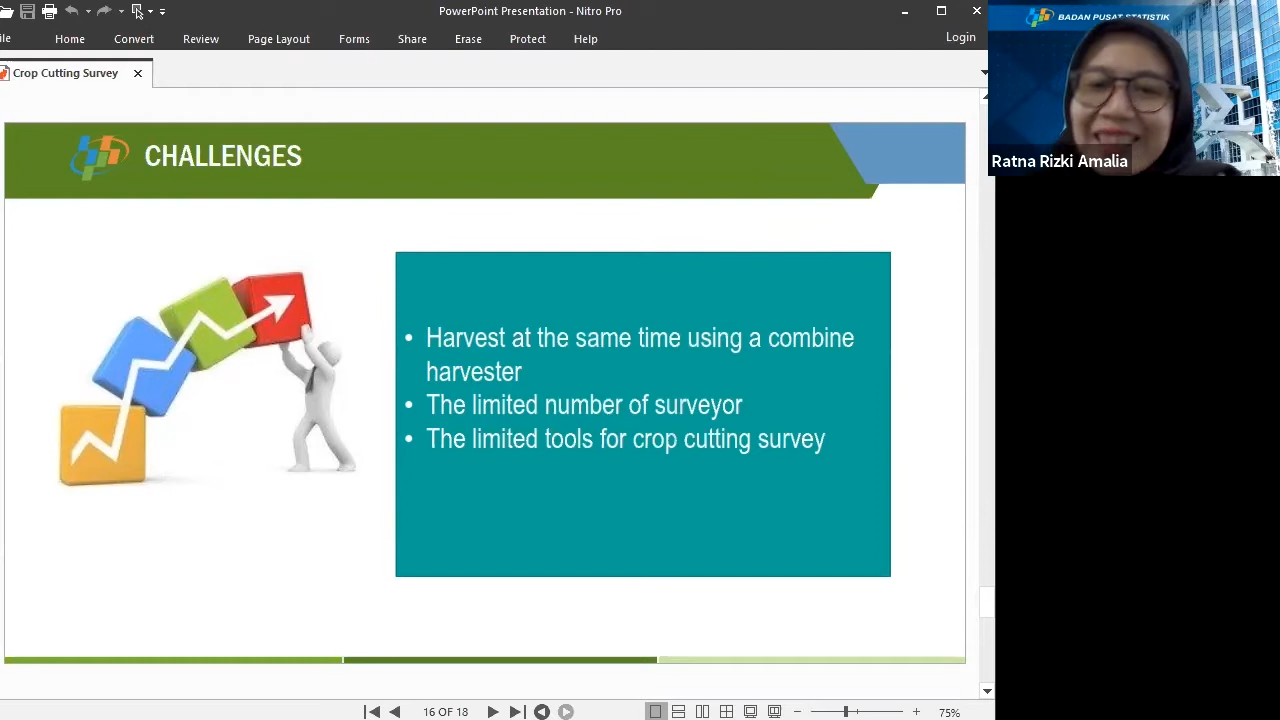 PowerPoint Presentation - Nitro Pro
Home Convert Review Page Layout Forms Share Erase Protect Help Login
Crop Cutting Survey
BADAN PUSAT STATISTIK
Ratna Rizki Amalia
CHALLENGES
• Harvest at the same time using a combine
harvester
• The limited number of surveyor
• The limited tools for crop cutting survey
16 OF 18
75%